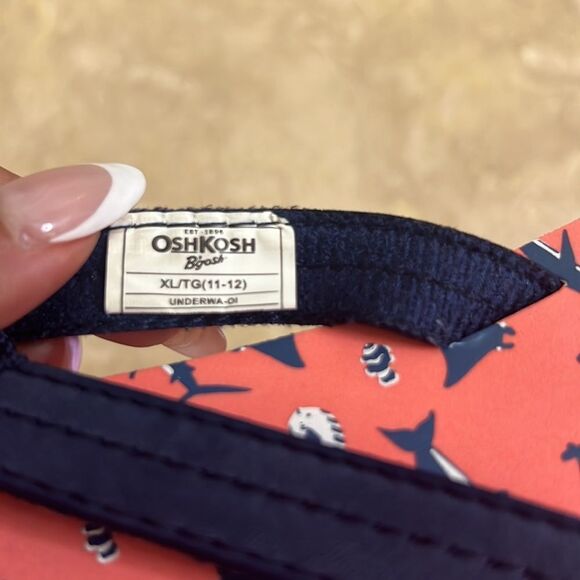 EST. 1895
OSHKOSH
B'gosh
XL/TG(11-12)
UNDERWA-OI